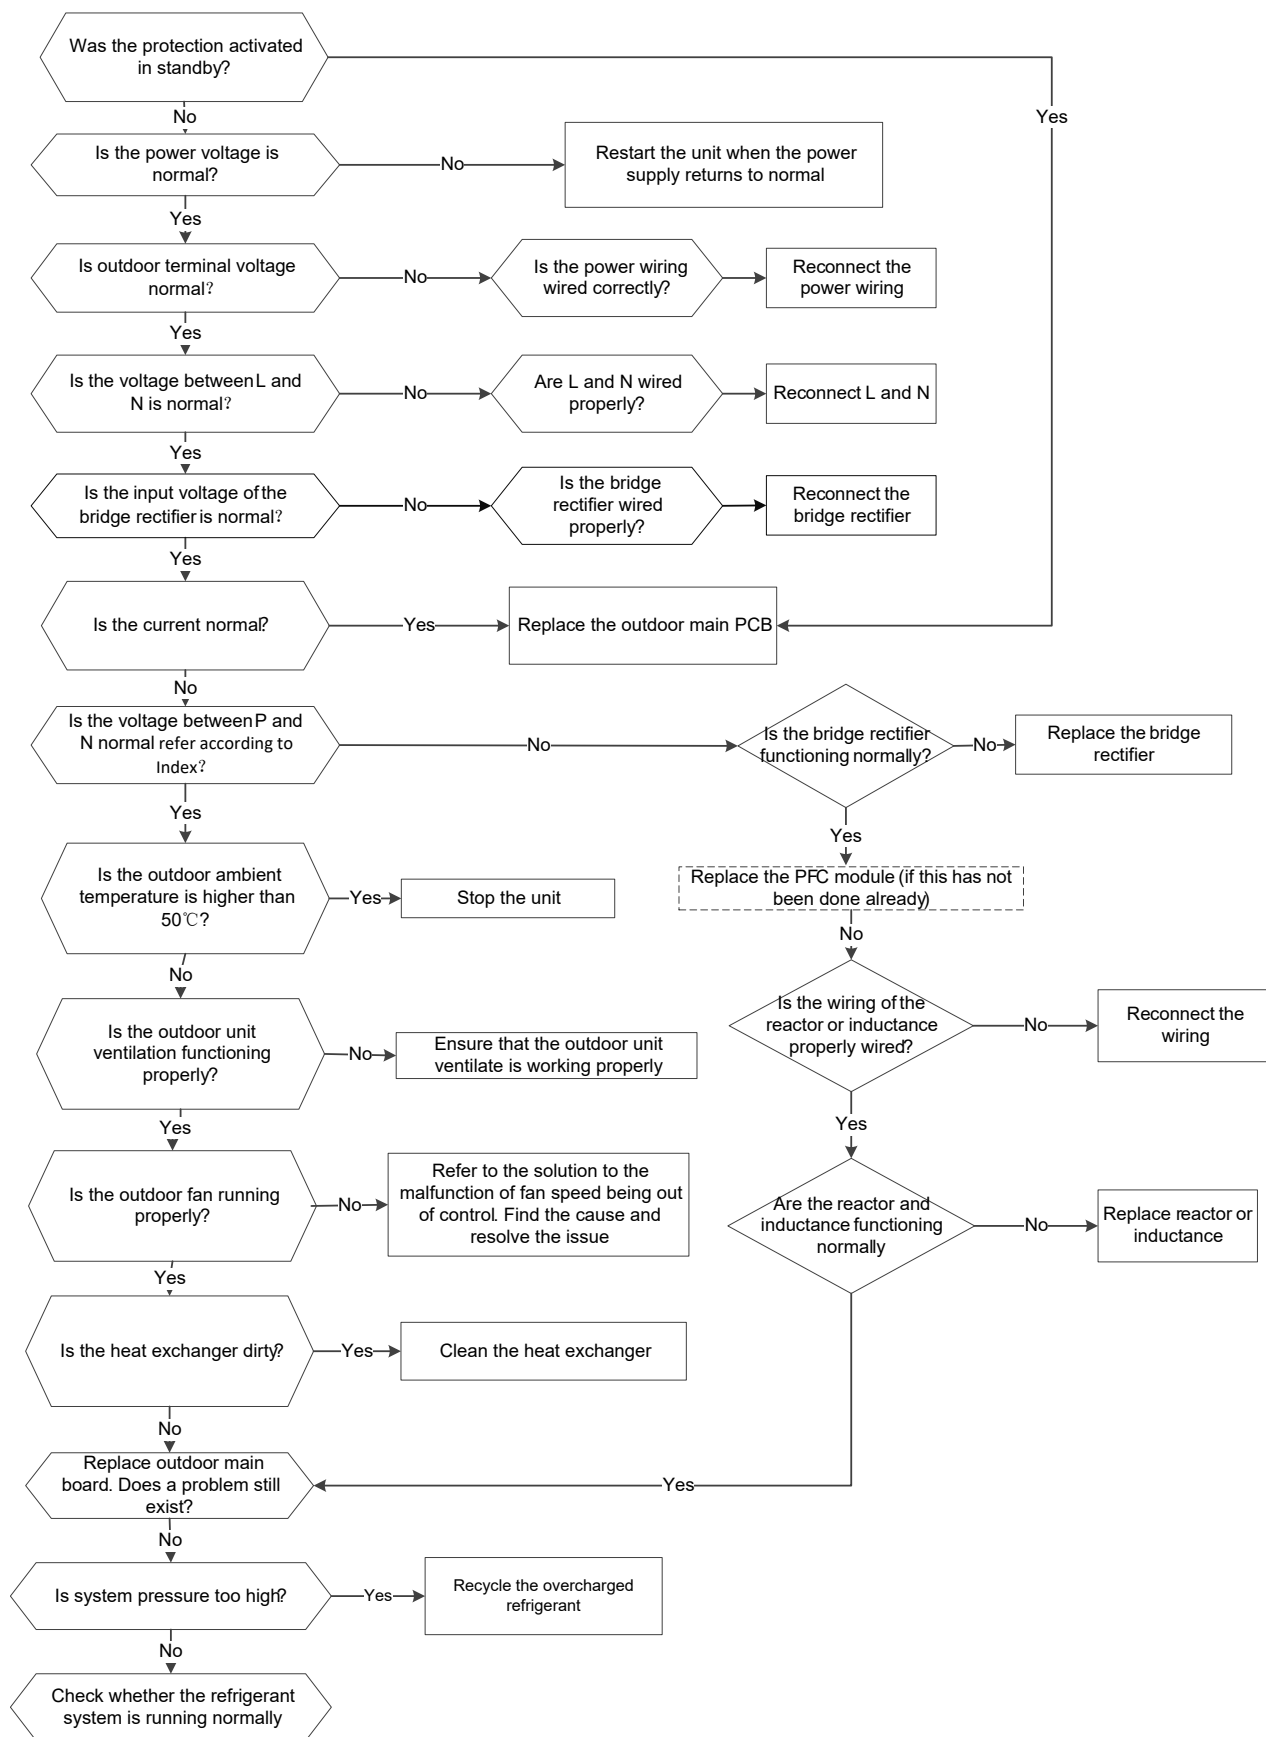 Was the protection activated
in standby?
Yes
No
Is the power voltage is
normal?
No
Restart the unit when the power
supply returns to normal
Yes
Is outdoor terminal voltage
normal?
No
Is the power wiring
wired correctly?
Reconnect the
power wiring
Yes
Is the voltage between L and
N is normal?
No
Are L and N wired
properly?
Reconnect L and N
Yes
Is the input voltage of the
bridge rectifier is normal?
No
Is the bridge
rectifier wired
properly?
Reconnect the
bridge rectifier
Yes
Is the current normal?
Yes
Replace the outdoor main PCB
No
Is the voltage between P and
N normal refer according to
Index?
No
Is the bridge rectifier
functioning normally?
No
Replace the bridge
rectifier
Yes
Yes
Is the outdoor ambient
temperature is higher than
50℃?
Yes
Stop the unit
Replace the PFC module (if this has not
been done already)
No
No
Is the outdoor unit
ventilation functioning
properly?
No
Ensure that the outdoor unit
ventilate is working properly
Is the wiring of the
reactor or inductance
properly wired?
No
Reconnect the
wiring
Yes
Yes
Is the outdoor fan running
properly?
No
Refer to the solution to the
malfunction of fan speed being out
of control. Find the cause and
resolve the issue
Are the reactor and
inductance functioning
normally
No
Replace reactor or
inductance
Yes
Is the heat exchanger dirty?
Yes
Clean the heat exchanger
No
Replace outdoor main
board. Does a problem still
exist?
Yes
No
Is system pressure too high?
Yes
Recycle the overcharged
refrigerant
No
Check whether the refrigerant
system is running normally